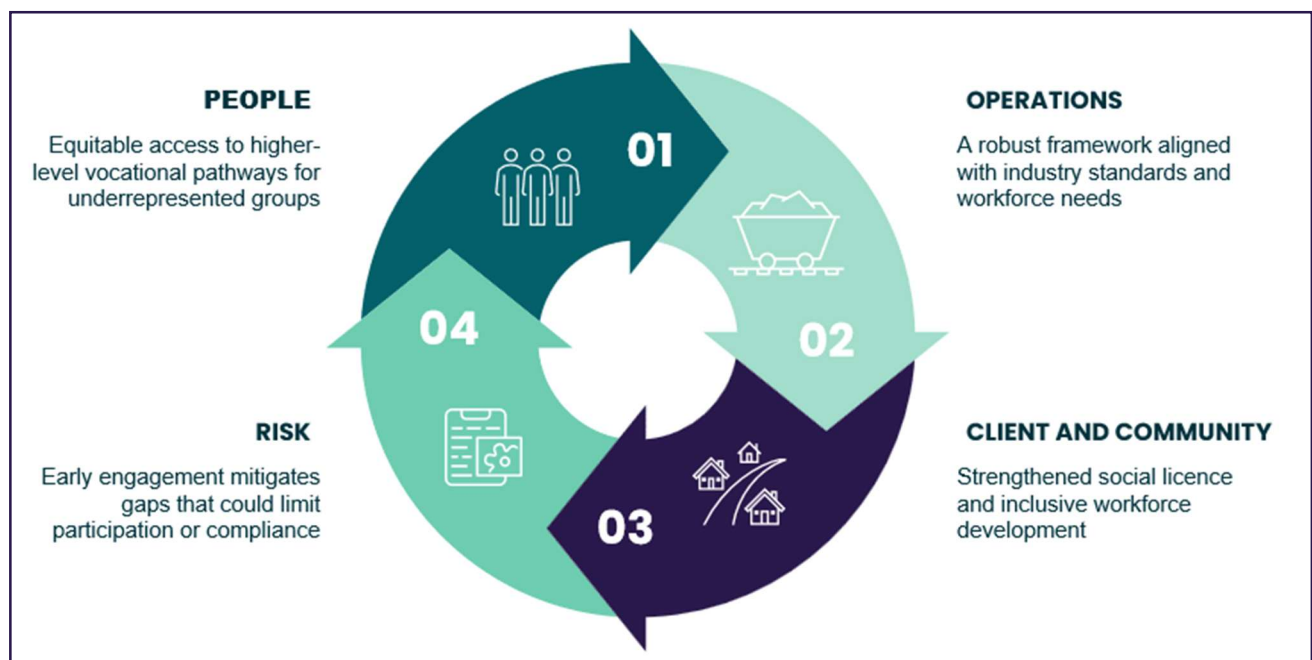 PEOPLE
Equitable access to higher-
level vocational pathways for
underrepresented groups
01
OPERATIONS
A robust framework aligned
with industry standards and
workforce needs
02
CLIENT AND COMMUNITY
Strengthened social licence
and inclusive workforce
development
03
RISK
Early engagement mitigates
gaps that could limit
participation or compliance
04